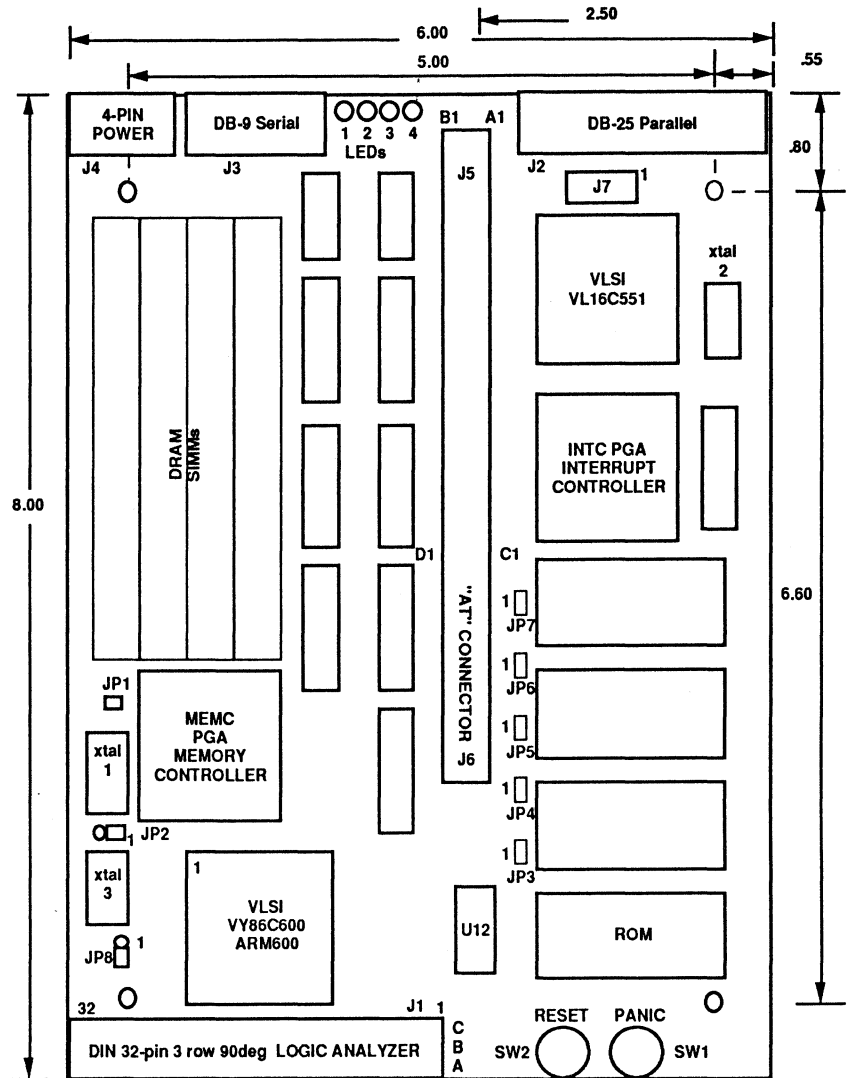 2.50
6.00
5.00
.55
4-PIN
POWER
DB-9 Serial
1 2 3 4
LEDs
B1 A1
DB-25 Parallel
.80
J4
J3
J5
J2
J7
1
xtal
2
VLSI
VL16C551
DRAM
SIMMs
INTC PGA
INTERRUPT
CONTROLLER
8.00
D1
C1
6.60
"AT" CONNECTOR
1
JP7
1
JP6
JP1
MEMC
PGA
MEMORY
CONTROLLER
xtal
1
1
JP5
J6
1
JP4
1
JP2
1
JP3
xtal
3
1
VLSI
VY86C600
ARM600
U12
ROM
1
JP8
32
J1 1
RESET
PANIC
DIN 32-pin 3 row 90deg LOGIC ANALYZER
C
B
A
SW2
SW1